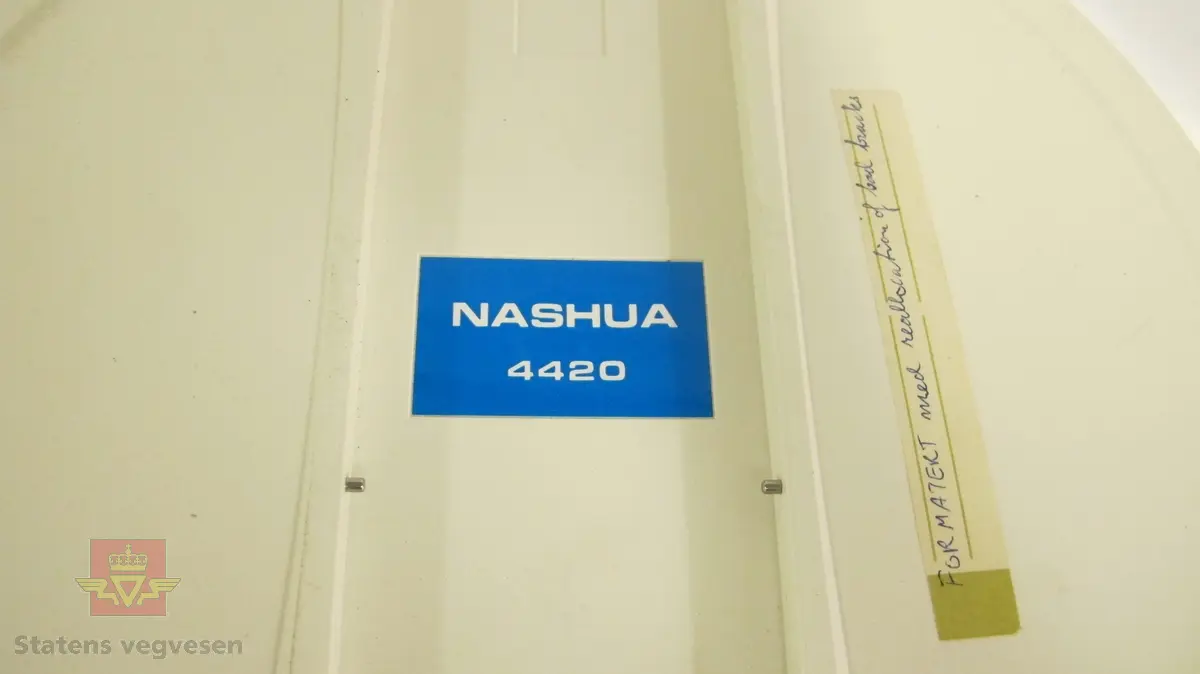 NASHUA
4420
FORMATERT med reallocation of bad tracks
Statens vegvesen